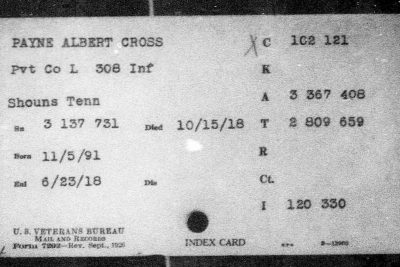 PAYNE ALBERT CROSS X C 102 121
Pvt Co L 308 Inf K
Shouns Tenn A 3 367 408
Sn 3 137 731 Died 10/15/18 T 2 809 659
Born 11/5/91 R
Enl 6/23/18 Dis Ct.
I 120 330
U. S. VETERANS BUREAU
MAIL AND RECORDS
Form 7202—Rev. Sept., 1926 INDEX CARD